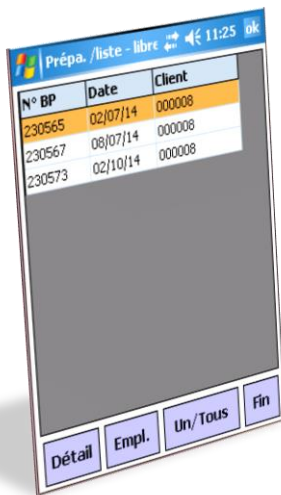 Prépa. /liste - libre 11:25 ok
N° BP Date Client
230565 02/07/14 000008
230567 08/07/14 000008
230573 02/10/14 000008
Détail Empl. Un/Tous Fin